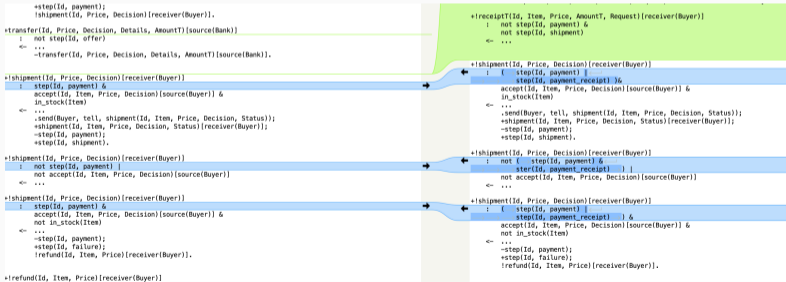 +step(Id, payment);
!shipment(Id, Price, Decision)[receiver(Buyer)].
+transfer(Id, Price, Decision, Details, AmountT)[source(Bank)]
: not step(Id, offer)
<- ...
-transfer(Id, Price, Decision, Details, AmountT)[source(Bank)].
+!shipment(Id, Price, Decision)[receiver(Buyer)]
: step(Id, payment) &
accept(Id, Item, Price, Decision)[source(Buyer)] &
in_stock(Item)
<- ...
.send(Buyer, tell, shipment(Id, Item, Price, Decision, Status));
+shipment(Id, Item, Price, Decision, Status)[receiver(Buyer)];
-step(Id, payment);
+step(Id, shipment).
+!shipment(Id, Price, Decision)[receiver(Buyer)]
: not step(Id, payment) |
not accept(Id, Item, Price, Decision)[source(Buyer)]
<- ...
+!shipment(Id, Price, Decision)[receiver(Buyer)]
: step(Id, payment) &
accept(Id, Item, Price, Decision)[source(Buyer)] &
not in_stock(Item)
<- ...
-step(Id, payment);
+step(Id, failure);
!refund(Id, Item, Price)[receiver(Buyer)].
+!refund(Id, Item, Price)[receiver(Buyer)]
+!receiptT(Id, Item, Price, AmountT, Request)[receiver(Buyer)]
: not step(Id, payment) &
not step(Id, shipment)
<- ...
+!shipment(Id, Price, Decision)[receiver(Buyer)]
: ( step(Id, payment) |
step(Id, payment_receipt) )&
accept(Id, Item, Price, Decision)[source(Buyer)] &
in_stock(Item)
<- ...
.send(Buyer, tell, shipment(Id, Item, Price, Decision, Status));
+shipment(Id, Item, Price, Decision, Status)[receiver(Buyer)];
-step(Id, payment);
+step(Id, shipment).
+!shipment(Id, Price, Decision)[receiver(Buyer)]
: not ( step(Id, payment) &
ster(Id, payment_receipt) ) |
not accept(Id, Item, Price, Decision)[source(Buyer)]
<- ...
+!shipment(Id, Price, Decision)[receiver(Buyer)]
: ( step(Id, payment) |
step(Id, payment_receipt) ) &
accept(Id, Item, Price, Decision)[source(Buyer)] &
not in_stock(Item)
<- ...
-step(Id, payment);
+step(Id, failure);
!refund(Id, Item, Price)[receiver(Buyer)].